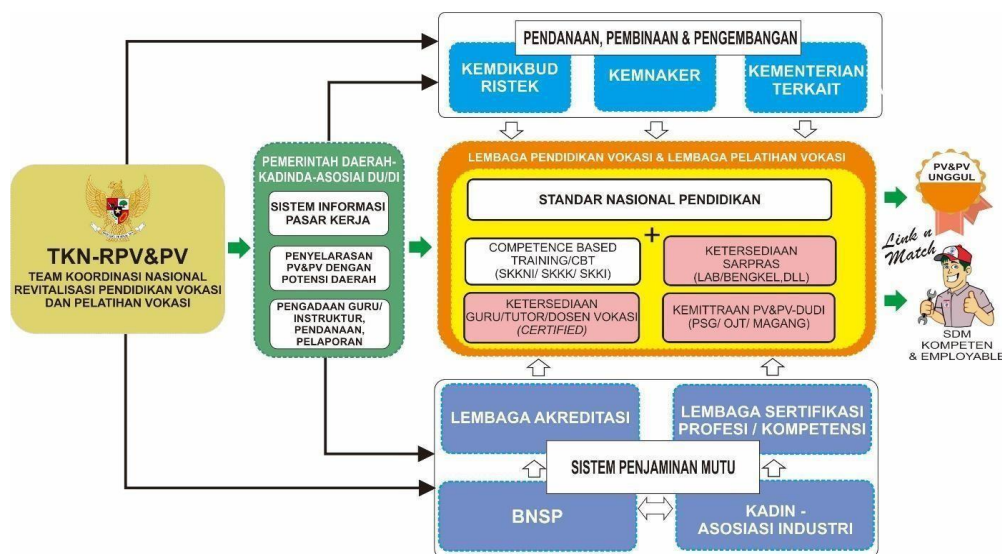 PENDANAAN, PEMBINAAN & PENGEMBANGAN
KEMDIKBUD
RISTEK
KEMNAKER
KEMENTERIAN
TERKAIT
TKN-RPV&PV
TEAM KOORDINASI NASIONAL
REVITALISASI PENDIDIKAN VOKASI
DAN PELATIHAN VOKASI
PEMERINTAH DAERAH-
KADINDA-ASOSIAI DU/DI
SISTEM INFORMASI
PASAR KERJA
PENYELARASAN
PV&PV DENGAN
POTENSI DAERAH
PENGADAAN GURU/
INSTRUKTUR,
PENDANAAN,
PELAPORAN
LEMBAGA PENDIDIKAN VOKASI & LEMBAGA PELATIHAN VOKASI
STANDAR NASIONAL PENDIDIKAN
+
COMPETENCE BASED
TRAINING/CBT
(SKKNI/ SKKK/ SKKI)
KETERSEDIAAN
SARPRAS
(LAB/BENGKEL,DLL)
KETERSEDIAAN
GURU/TUTOR/DOSEN VOKASI
(CERTIFIED)
KEMITTRAAN PV&PV-DUDI
(PSG/ OJT/ MAGANG)
PV&PV
UNGGUL
Link n
Match
SDM
KOMPETEN
& EMPLOYABLE
LEMBAGA AKREDITASI
LEMBAGA SERTIFIKASI
PROFESI / KOMPETENSI
SISTEM PENJAMINAN MUTU
BNSP
KADIN -
ASOSIASI INDUSTRI